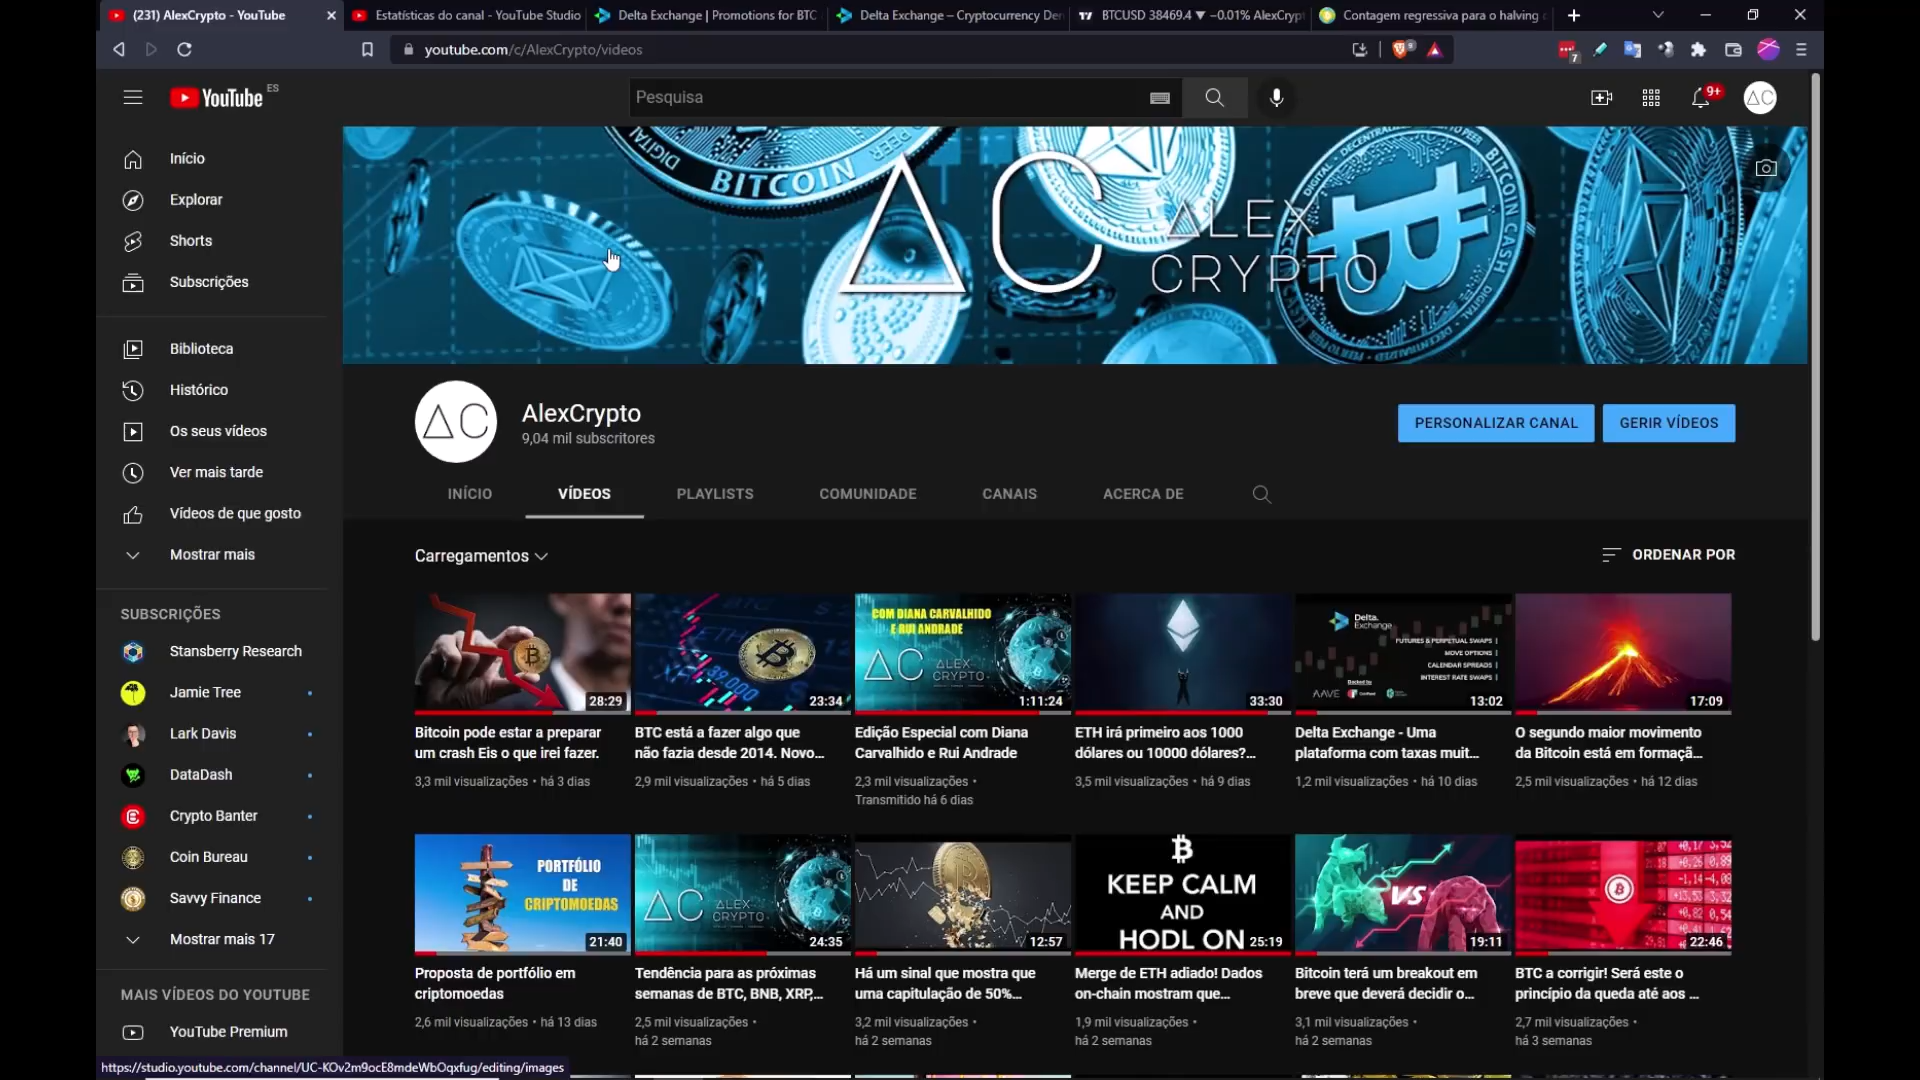 (231) AlexCrypto - YouTube
Estatísticas do canal - YouTube Studio
Delta Exchange | Promotions for BTC
Delta Exchange – Cryptocurrency Der
BTCUSD 38469.4 ▼ −0.01% AlexCrypt
Contagem regressiva para o halving
youtube.com/c/AlexCrypto/videos
7
YouTube
ES
Pesquisa
9+
AC
Início
Explorar
Shorts
Subscrições
Biblioteca
Histórico
Os seus vídeos
Ver mais tarde
Vídeos de que gosto
Mostrar mais
SUBSCRIÇÕES
Stansberry Research
Jamie Tree
Lark Davis
DataDash
Crypto Banter
Coin Bureau
Savvy Finance
Mostrar mais 17
MAIS VÍDEOS DO YOUTUBE
YouTube Premium
DIGITAL
BITCOIN
AC
ALEX
CRYPTO
AC
AlexCrypto
9,04 mil subscritores
PERSONALIZAR CANAL
GERIR VÍDEOS
INÍCIO
VÍDEOS
PLAYLISTS
COMUNIDADE
CANAIS
ACERCA DE
Carregamentos
ORDENAR POR
28:29
Bitcoin pode estar a preparar
um crash Eis o que irei fazer.
3,3 mil visualizações • há 3 dias
39,000
23:34
BTC está a fazer algo que
não fazia desde 2014. Novo...
2,9 mil visualizações • há 5 dias
COM DIANA CARVALHIDO
E RUI ANDRADE
AC ALEX
CRYPTO
1:11:24
Edição Especial com Diana
Carvalhido e Rui Andrade
2,3 mil visualizações •
Transmitido há 6 dias
33:30
ETH irá primeiro aos 1000
dólares ou 10000 dólares?...
3,5 mil visualizações • há 9 dias
Delta
Exchange
FUTURES & PERPETUAL SWAPS |
MOVE OPTIONS |
CALENDAR SPREADS |
INTEREST RATE SWAPS |
AAVE
13:02
Delta Exchange - Uma
plataforma com taxas muit...
1,2 mil visualizações • há 10 dias
17:09
O segundo maior movimento
da Bitcoin está em formaçã...
2,5 mil visualizações • há 12 dias
PORTFÓLIO
DE
CRIPTOMOEDAS
21:40
Proposta de portfólio em
criptomoedas
2,6 mil visualizações • há 13 dias
AC ALEX
CRYPTO
24:35
Tendência para as próximas
semanas de BTC, BNB, XRP,...
2,5 mil visualizações •
há 2 semanas
12:57
Há um sinal que mostra que
uma capitulação de 50%...
3,2 mil visualizações •
há 2 semanas
KEEP CALM
AND
HODL ON
25:19
Merge de ETH adiado! Dados
on-chain mostram que...
1,9 mil visualizações •
há 2 semanas
VS
19:11
Bitcoin terá um breakout em
breve que deverá decidir o...
3,1 mil visualizações •
há 2 semanas
22:46
BTC a corrigir! Será este o
princípio da queda até aos ...
2,7 mil visualizações •
há 3 semanas
https://studio.youtube.com/channel/UC-KOv2m9ocE8mdeWbOqxfug/editing/images